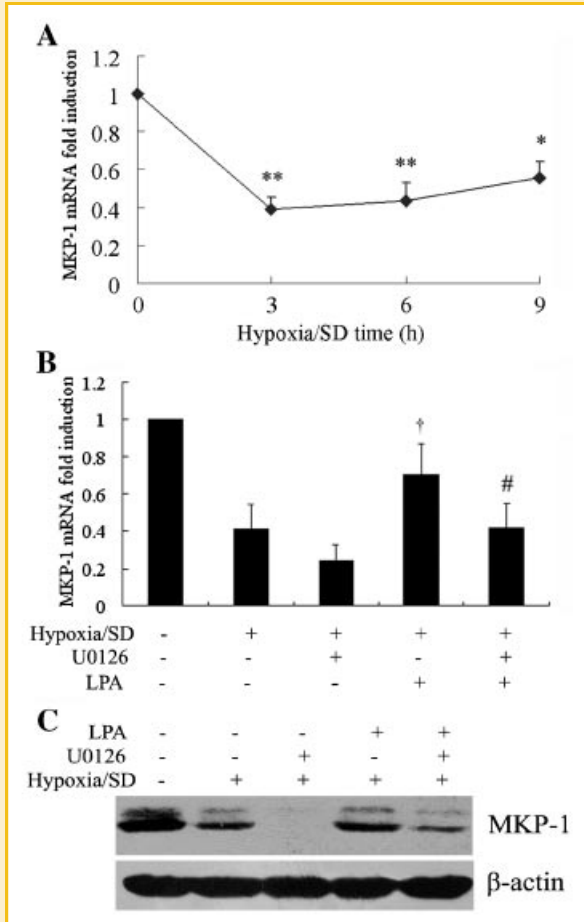 A
MKP-1 mRNA fold induction
1.2
1
0.8
0.6
0.4
0.2
0
** ** *
0 3 6 9
Hypoxia/SD time (h)
B
MKP-1 mRNA fold induction
1.2
1
0.8
0.6
0.4
0.2
0
†
#
Hypoxia/SD - + + + +
U0126 - - + - +
LPA - - - + +
C
LPA - - - + +
U0126 - - + - +
Hypoxia/SD - + + + +
MKP-1
β-actin